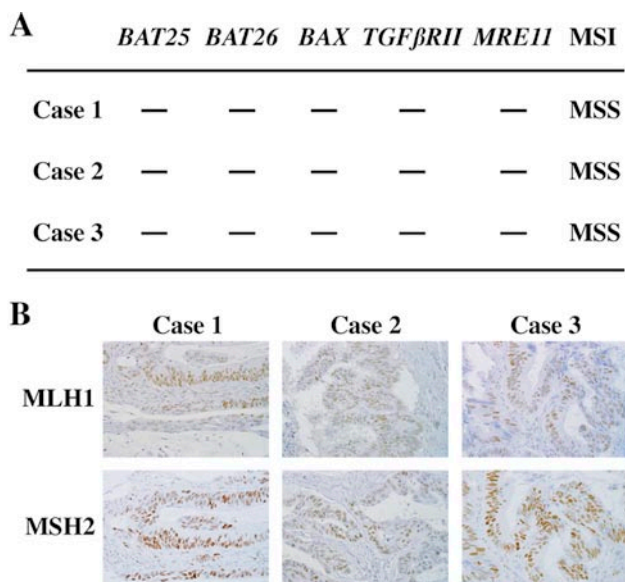 A
BAT25 BAT26 BAX TGFβRII MRE11 MSI
Case 1 — — — — — MSS
Case 2 — — — — — MSS
Case 3 — — — — — MSS
B
Case 1 Case 2 Case 3
MLH1
MSH2